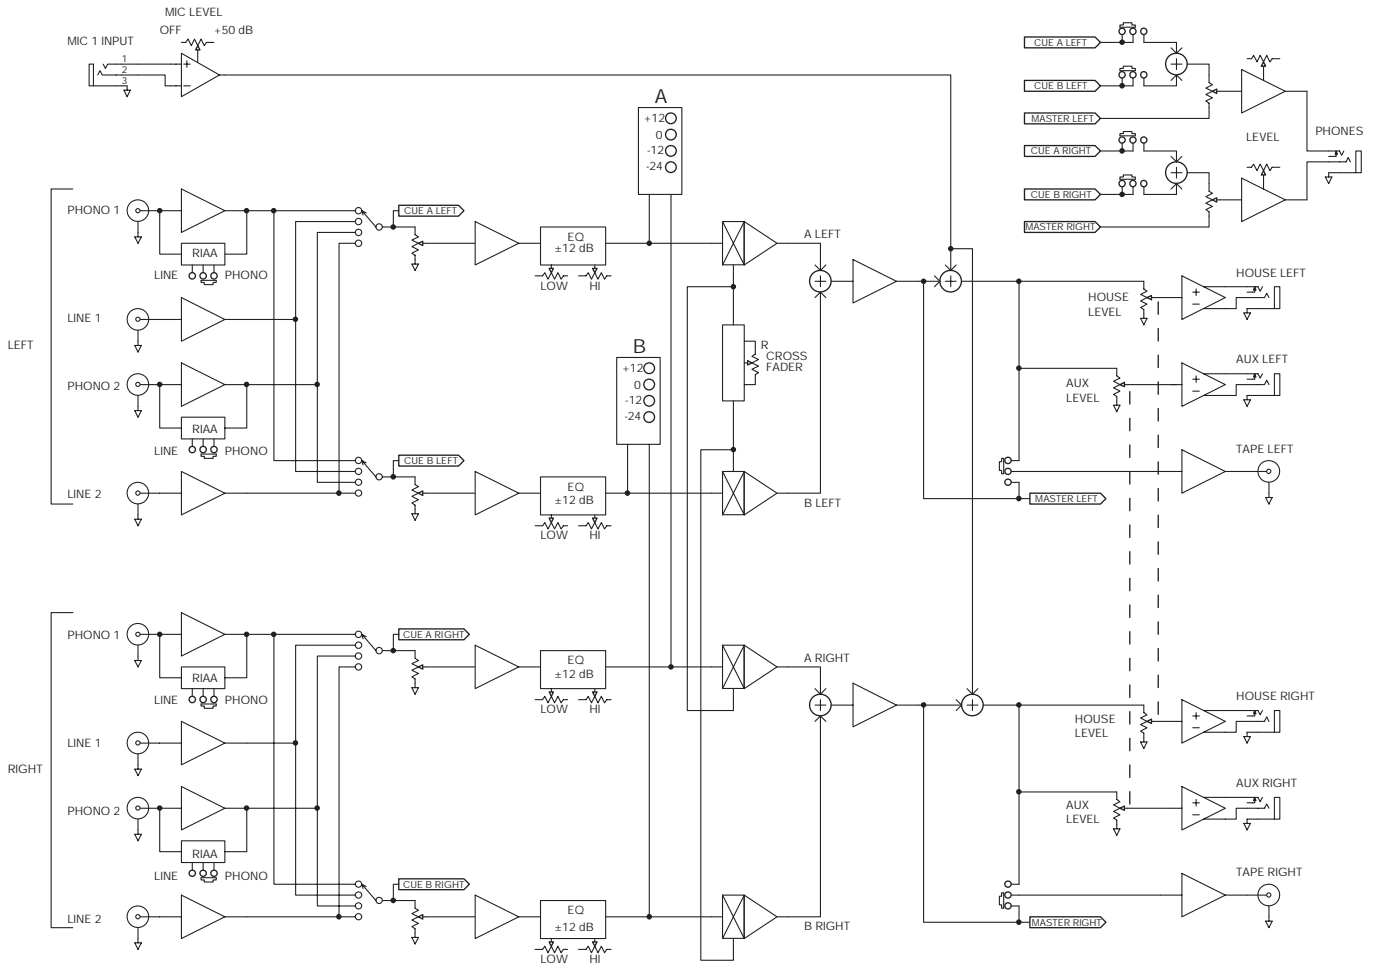 MIC LEVEL
OFF
+50 dB
MIC 1 INPUT
1
2
3
+
−
CUE A LEFT
CUE B LEFT
MASTER LEFT
LEVEL
PHONES
CUE A RIGHT
CUE B RIGHT
MASTER RIGHT
A
+12
0
-12
-24
LEFT
PHONO 1
RIAA
LINE
PHONO
LINE 1
PHONO 2
RIAA
LINE
PHONO
LINE 2
CUE A LEFT
EQ
±12 dB
LOW
HI
B
+12
0
-12
-24
R
CROSS
FADER
CUE B LEFT
EQ
±12 dB
LOW
HI
A LEFT
B LEFT
HOUSE
LEVEL
+
−
HOUSE LEFT
AUX
LEVEL
+
−
AUX LEFT
TAPE LEFT
MASTER LEFT
RIGHT
PHONO 1
RIAA
LINE
PHONO
LINE 1
PHONO 2
RIAA
LINE
PHONO
LINE 2
CUE A RIGHT
EQ
±12 dB
LOW
HI
CUE B RIGHT
EQ
±12 dB
LOW
HI
A RIGHT
B RIGHT
HOUSE
LEVEL
+
−
HOUSE RIGHT
AUX
LEVEL
+
−
AUX RIGHT
TAPE RIGHT
MASTER RIGHT